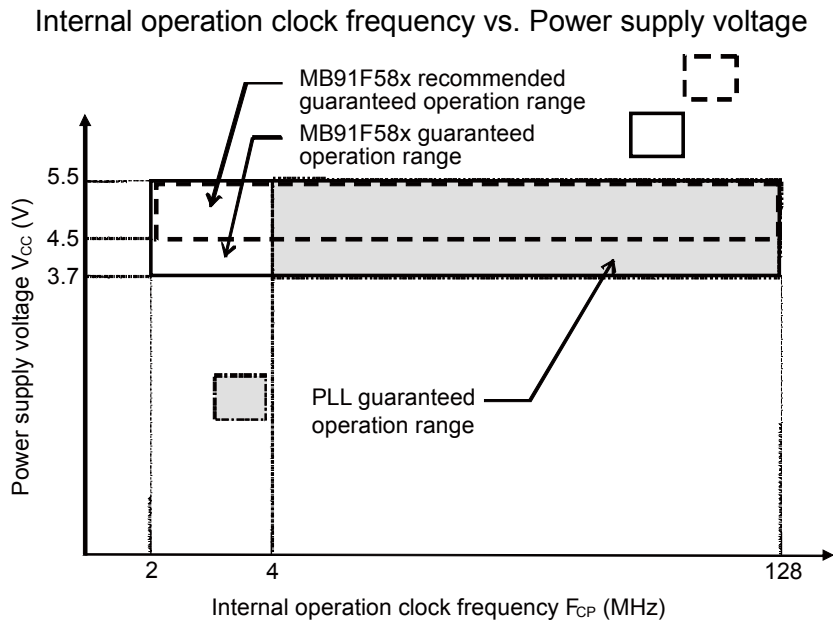 Internal operation clock frequency vs. Power supply voltage
MB91F58x recommended
guaranteed operation range
MB91F58x guaranteed
operation range
5.5
4.5
3.7
Power supply voltage VCC (V)
PLL guaranteed
operation range
2
4
128
Internal operation clock frequency FCP (MHz)